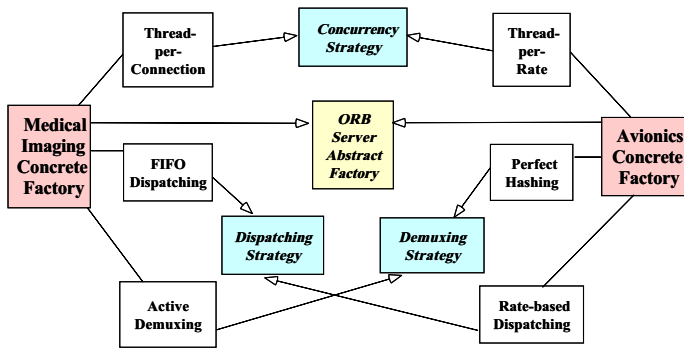 Thread-
per-
Connection
Concurrency
Strategy
Thread-
per-
Rate
Medical
Imaging
Concrete
Factory
ORB
Server
Abstract
Factory
Avionics
Concrete
Factory
FIFO
Dispatching
Perfect
Hashing
Dispatching
Strategy
Demuxing
Strategy
Active
Demuxing
Rate-based
Dispatching